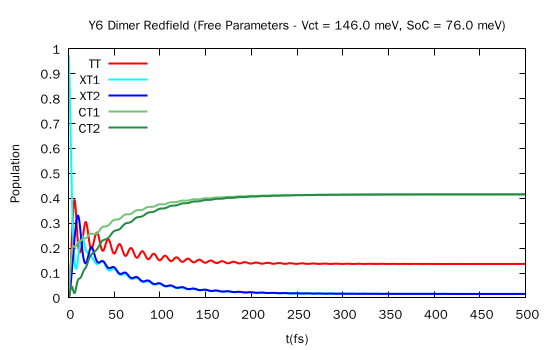 Y6 Dimer Redfield (Free Parameters - Vct = 146.0 meV, SoC = 76.0 meV)
1
0.9
0.8
0.7
0.6
0.5
0.4
0.3
0.2
0.1
0
Population
TT
XT1
XT2
CT1
CT2
0 50 100 150 200 250 300 350 400 450 500
t(fs)